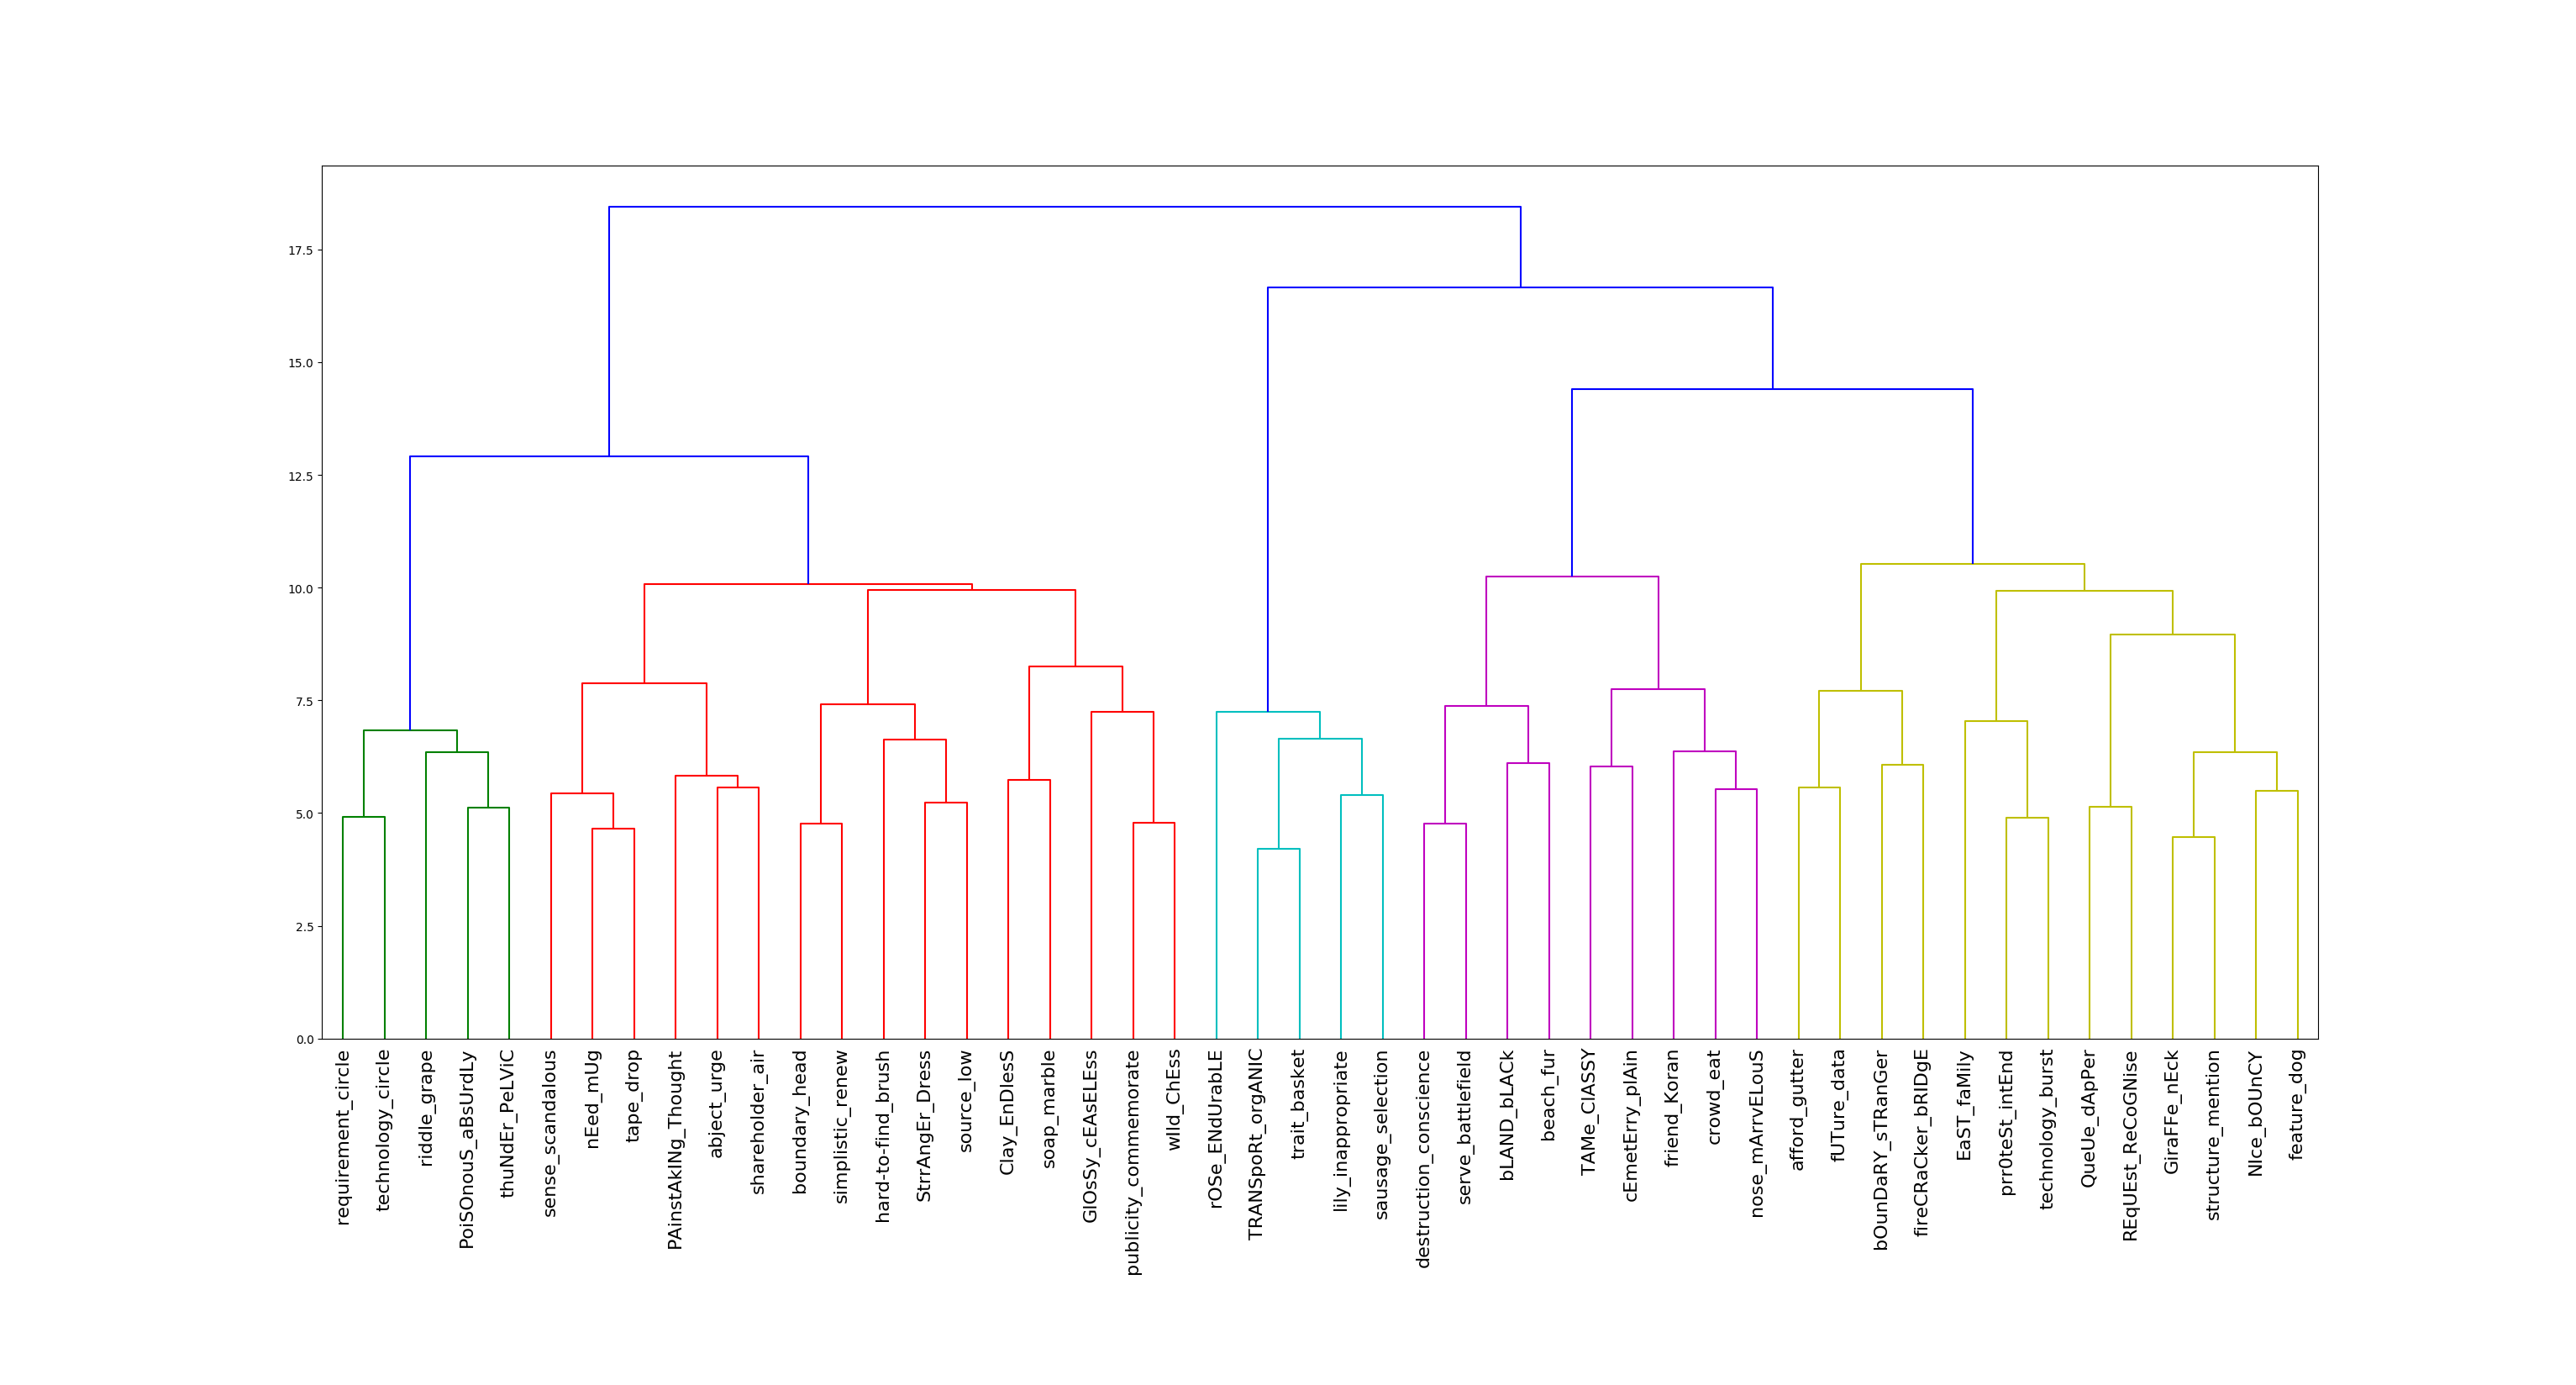 17.5
15.0
12.5
10.0
7.5
5.0
2.5
0.0
requirement_circle
technology_circle
riddle_grape
PoiSOnouS_aBsUrdLy
thuNdEr_PeLViC
sense_scandalous
nEed_mUg
tape_drop
PAinstAkINg_Thought
abject_urge
shareholder_air
boundary_head
simplistic_renew
hard-to-find_brush
StrrAngEr_Dress
source_low
Clay_EnDlesS
soap_marble
GlOsSy_cEAsELEss
publicity_commemorate
wIld_ChEss
rOSe_ENdUrabLE
TRANSpoRt_orgANIC
trait_basket
lilly_inappropriate
sausage_selection
destruction_conscience
serve_battlefield
bLAND_bLACk
beach_fur
TAMe_ClASSY
cEmetErry_plAin
friend_Koran
crowd_eat
nose_mArrvELouS
afford_gutter
fUTure_data
bOunDaRY_sTRanGer
fireCRaCker_bRIDgE
EaST_faMily
prr0teSt_intEnd
technology_burst
QueUe_dApPer
REqUEst_ReCoGNise
GiraFFe_nEck
structure_mention
NIce_bOUnCY
feature_dog